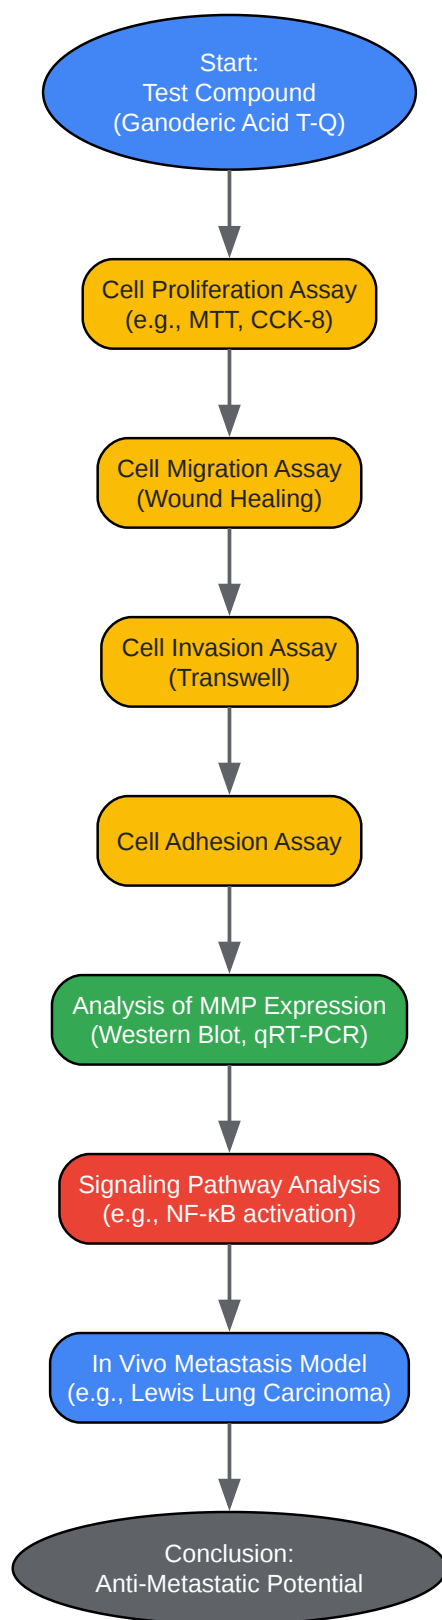 Start:
Test Compound
(Ganoderic Acid T-Q)
Cell Proliferation Assay
(e.g., MTT, CCK-8)
Cell Migration Assay
(Wound Healing)
Cell Invasion Assay
(Transwell)
Cell Adhesion Assay
Analysis of MMP Expression
(Western Blot, qRT-PCR)
Signaling Pathway Analysis
(e.g., NF-κB activation)
In Vivo Metastasis Model
(e.g., Lewis Lung Carcinoma)
Conclusion:
Anti-Metastatic Potential